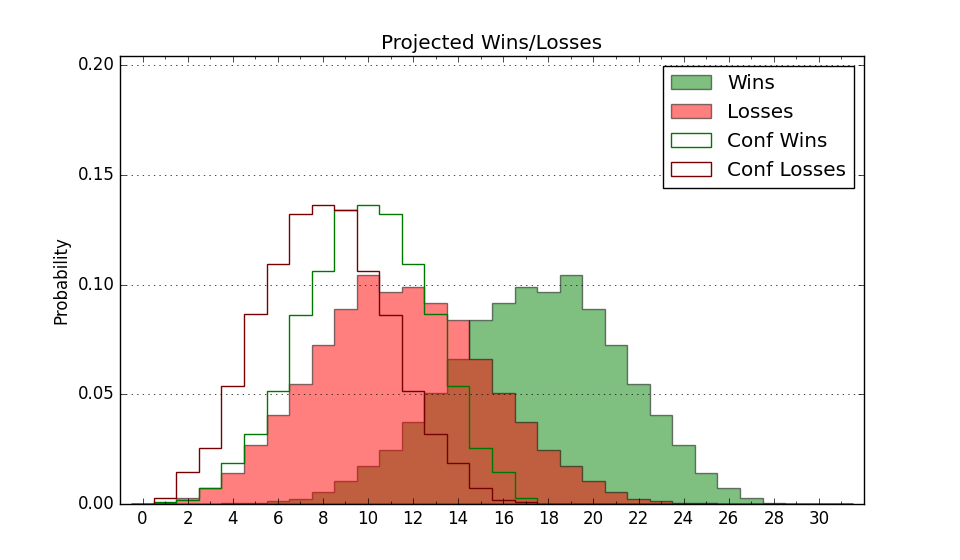 Projected Wins/Losses
0.20
0.15
0.10
0.05
0.00
Probability
Wins
Losses
Conf Wins
Conf Losses
0 2 4 6 8 10 12 14 16 18 20 22 24 26 28 30